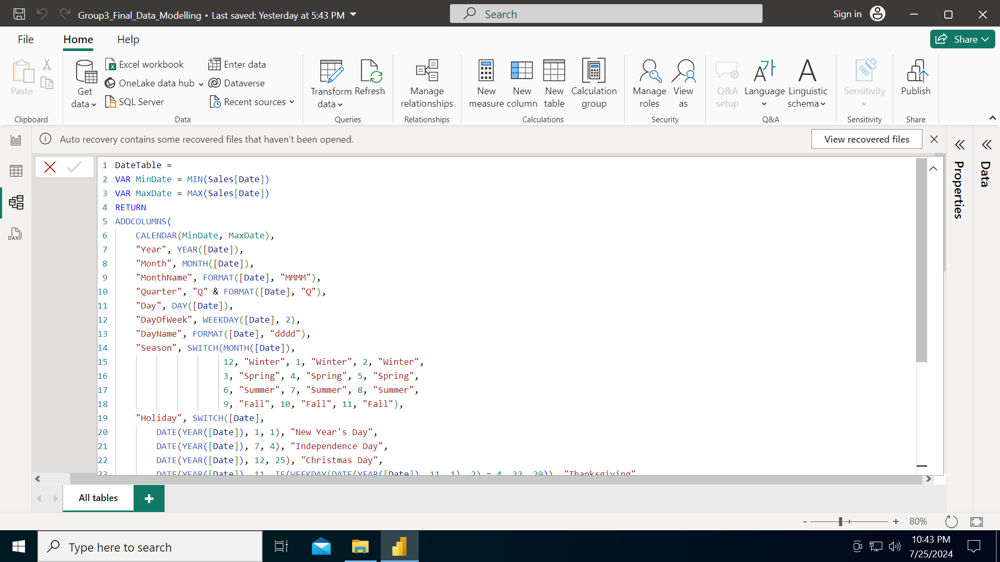 Group3_Final_Data_Modelling • Last saved: Yesterday at 5:43 PM
Search
Sign in
File
Home
Help
Share
Paste
Clipboard
Get data
Excel workbook
OneLake data hub
SQL Server
Enter data
Dataverse
Recent sources
Data
Transform data
Refresh
Queries
Manage relationships
Relationships
New measure
New column
New table
Calculation group
Calculations
Manage roles
View as
Security
Q&A setup
Language
Linguistic schema
Q&A
Sensitivity
Sensitivity
Publish
Share
Auto recovery contains some recovered files that haven't been opened.
View recovered files
Properties
Data
DAX
1 DateTable =
2 VAR MinDate = MIN(Sales[Date])
3 VAR MaxDate = MAX(Sales[Date])
4 RETURN
5 ADDCOLUMNS(
6 CALENDAR(MinDate, MaxDate),
7 "Year", YEAR([Date]),
8 "Month", MONTH([Date]),
9 "MonthName", FORMAT([Date], "MMMM"),
10 "Quarter", "Q" & FORMAT([Date], "Q"),
11 "Day", DAY([Date]),
12 "DayOfWeek", WEEKDAY([Date], 2),
13 "DayName", FORMAT([Date], "dddd"),
14 "Season", SWITCH(MONTH([Date]),
15 12, "Winter", 1, "Winter", 2, "Winter",
16 3, "Spring", 4, "Spring", 5, "Spring",
17 6, "Summer", 7, "Summer", 8, "Summer",
18 9, "Fall", 10, "Fall", 11, "Fall"),
19 "Holiday", SWITCH([Date],
20 DATE(YEAR([Date]), 1, 1), "New Year's Day",
21 DATE(YEAR([Date]), 7, 4), "Independence Day",
22 DATE(YEAR([Date]), 12, 25), "Christmas Day",
23 DATE(YEAR([Date]), 11, IF(WEEKDAY(DATE(YEAR([Date]), 11, 1), 2) = 4, 22, 29)), "Thanksgiving"
All tables
- + 80%
Type here to search
10:43 PM
7/25/2024